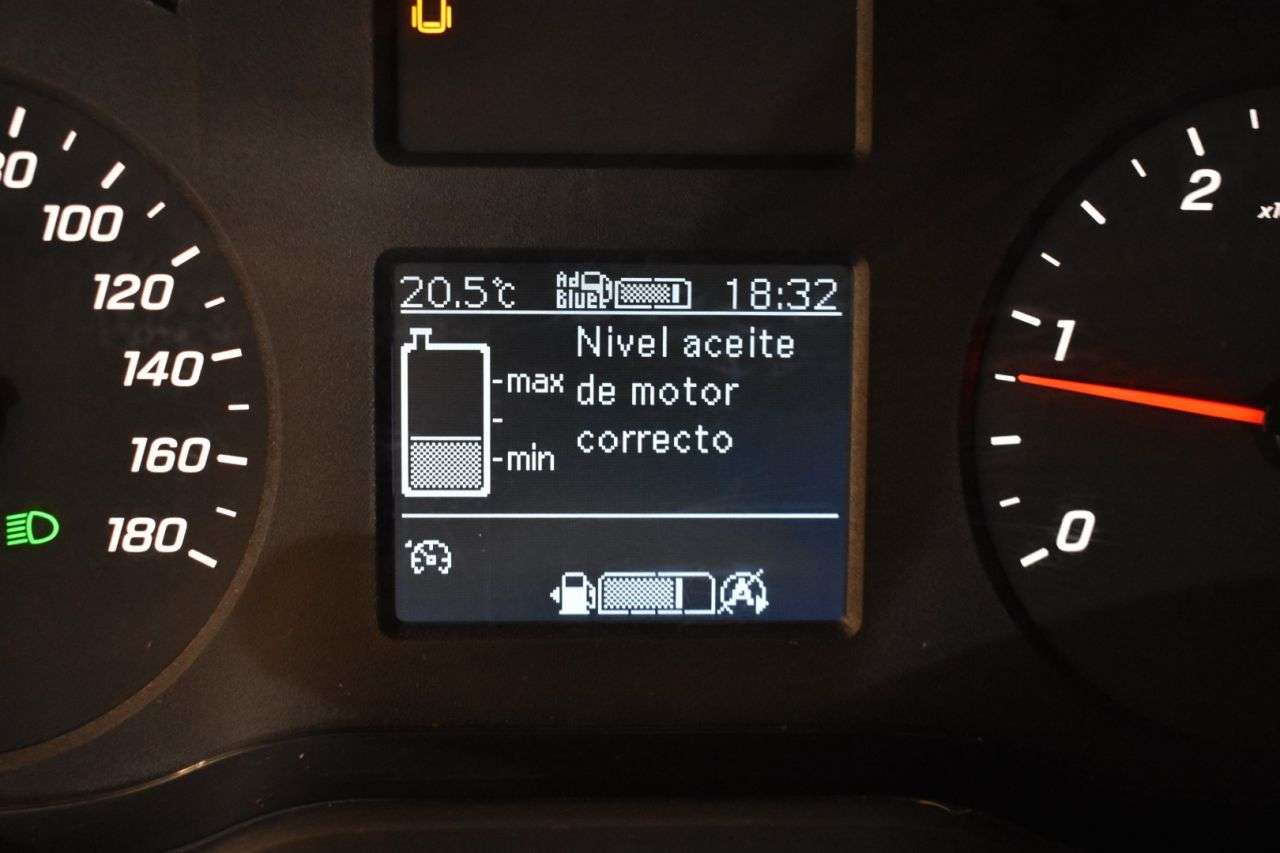 20.5°C Ad Blue 18:32
Nivel aceite
de motor
correcto
max
min
A
100
120
140
160
180
2
1
0